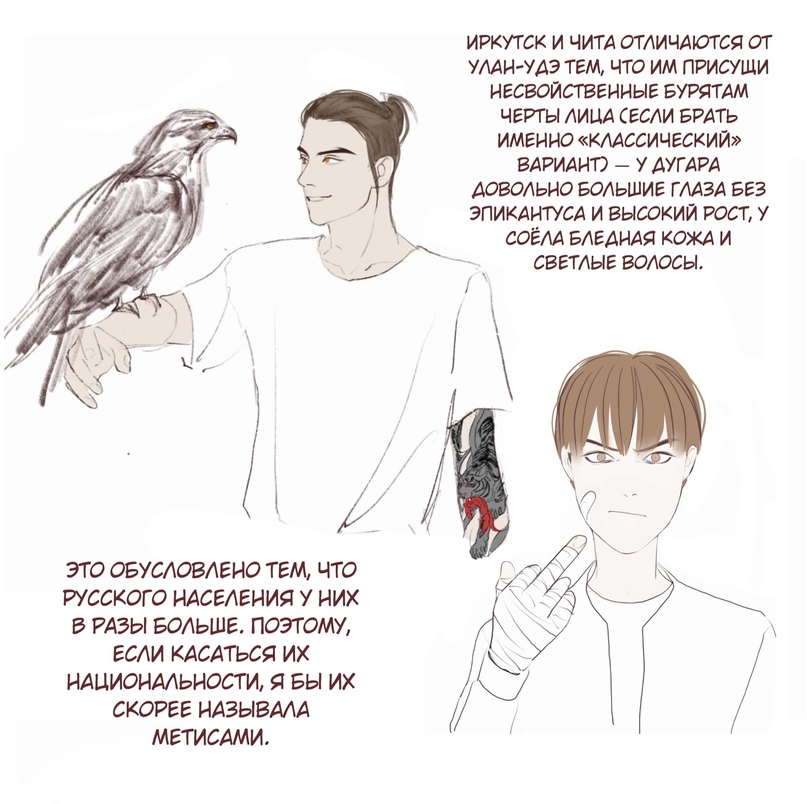 ИРКУТСК И ЧИТА ОТЛИЧАЮТСЯ ОТ
УЛАН-УДЭ ТЕМ, ЧТО ИМ ПРИСУЩИ
НЕСВОЙСТВЕННЫЕ БУРЯТАМ
ЧЕРТЫ ЛИЦА (ЕСЛИ БРАТЬ
ИМЕННО «КЛАССИЧЕСКИЙ»
ВАРИАНТ) – У ДУГАРА
ДОВОЛЬНО БОЛЬШИЕ ГЛАЗА БЕЗ
ЭПИКАНТУСА И ВЫСОКИЙ РОСТ, У
СОЁЛА БЛЕДНАЯ КОЖА И
СВЕТЛЫЕ ВОЛОСЫ.
ЭТО ОБУСЛОВЛЕНО ТЕМ, ЧТО
РУССКОГО НАСЕЛЕНИЯ У НИХ
В РАЗЫ БОЛЬШЕ. ПОЭТОМУ,
ЕСЛИ КАСАТЬСЯ ИХ
НАЦИОНАЛЬНОСТИ, Я БЫ ИХ
СКОРЕЕ НАЗЫВАЛА
МЕТИСАМИ.